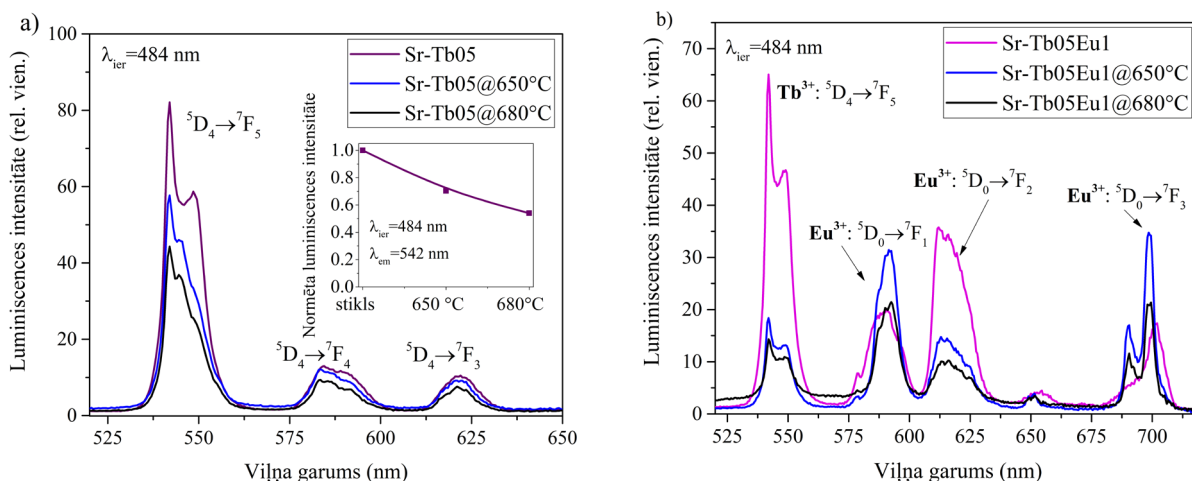 a)
λier=484 nm
Sr-Tb05
Sr-Tb05@650°C
Sr-Tb05@680°C
⁵D₄→⁷F₅
Normēta luminiscences intensitāte
1.0
0.8
0.6
0.4
0.2
0.0
λier=484 nm
λem=542 nm
stikls 650 °C 680°C
⁵D₄→⁷F₄
⁵D₄→⁷F₃
Luminiscences intensitāte (rel. vien.)
100
80
60
40
20
0
525 550 575 600 625 650
Viļņa garums (nm)
b)
λier=484 nm
Sr-Tb05Eu1
Sr-Tb05Eu1@650°C
Sr-Tb05Eu1@680°C
Tb³⁺: ⁵D₄→⁷F₅
Eu³⁺: ⁵D₀→⁷F₂
Eu³⁺: ⁵D₀→⁷F₃
Eu³⁺: ⁵D₀→⁷F₁
Luminiscences intensitāte (rel. vien.)
70
60
50
40
30
20
10
0
525 550 575 600 625 650 675 700
Viļņa garums (nm)